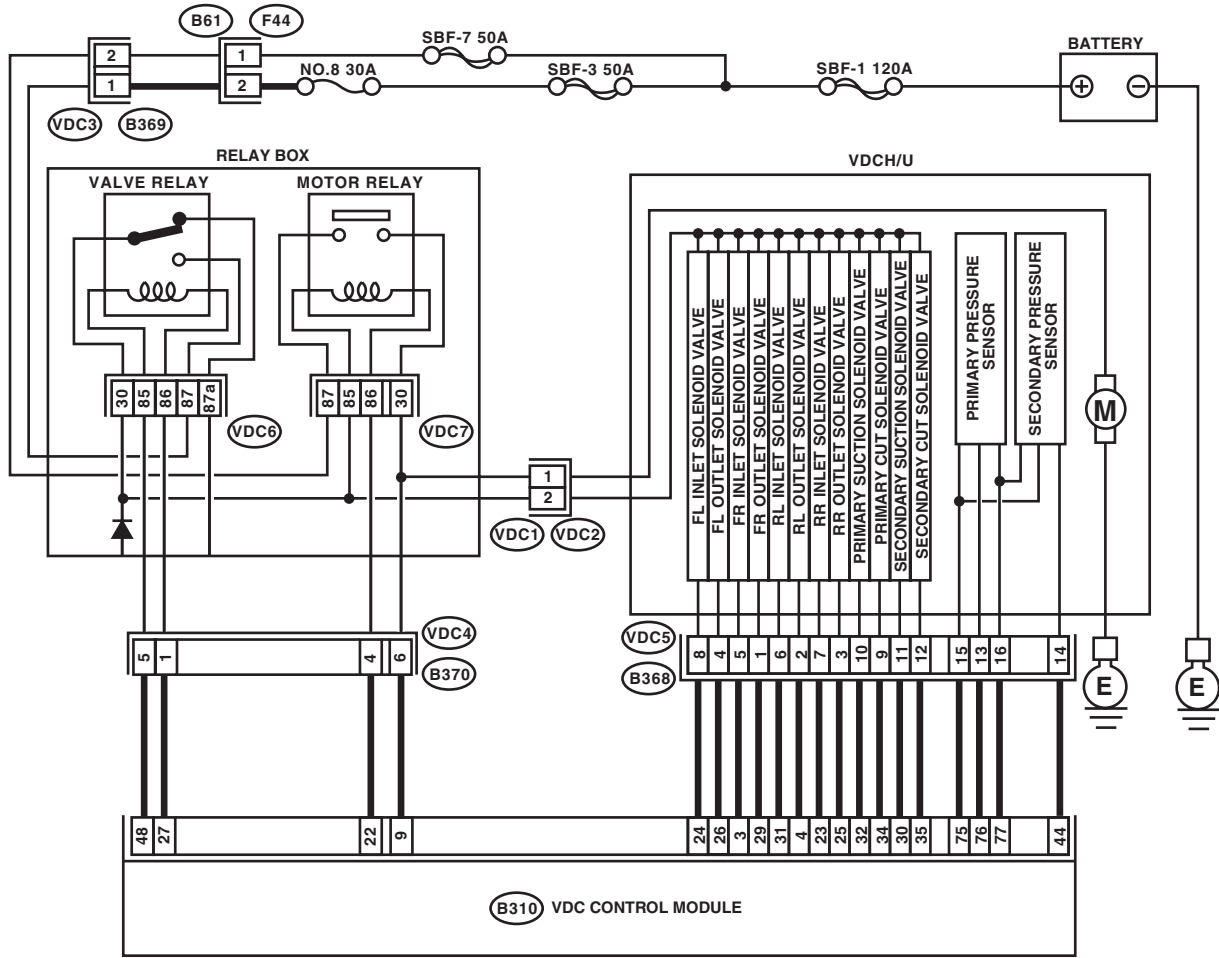 B61 F44
SBF-7 50A
BATTERY
2 1
NO.8 30A
SBF-3 50A
SBF-1 120A
1 2
+ −
VDC3 B369
RELAY BOX
VDCH/U
VALVE RELAY
MOTOR RELAY
FL INLET SOLENOID VALVE
FL OUTLET SOLENOID VALVE
FR INLET SOLENOID VALVE
FR OUTLET SOLENOID VALVE
RL INLET SOLENOID VALVE
RL OUTLET SOLENOID VALVE
RR INLET SOLENOID VALVE
RR OUTLET SOLENOID VALVE
PRIMARY SUCTION SOLENOID VALVE
PRIMARY CUT SOLENOID VALVE
SECONDARY SUCTION SOLENOID VALVE
SECONDARY CUT SOLENOID VALVE
PRIMARY PRESSURE
SENSOR
SECONDARY PRESSURE
SENSOR
M
30 85 86 87 87a
VDC6
87 85 86 30
VDC7
1
2
VDC1 VDC2
VDC4
5 1 4 6
B370
VDC5
8 4 5 1 6 2 7 3 10 9 11 12 15 13 16 14
B368
E
E
48 27 22 9 24 26 3 29 31 4 23 25 32 34 30 35 75 76 77 44
B310 VDC CONTROL MODULE